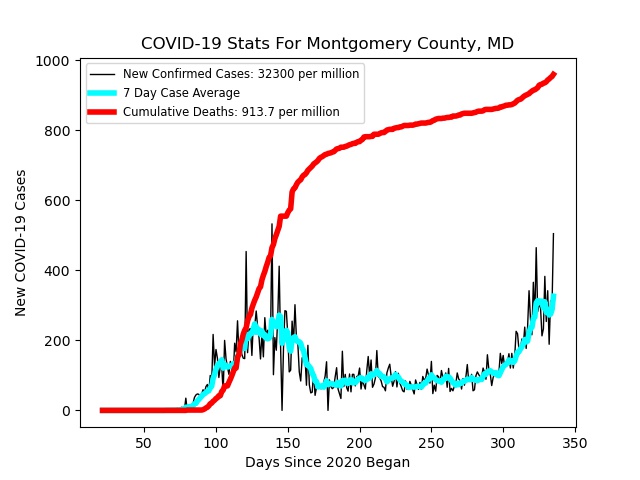 COVID-19 Stats For Montgomery County, MD
New Confirmed Cases: 32300 per million
7 Day Case Average
Cumulative Deaths: 913.7 per million
New COVID-19 Cases
1000
800
600
400
200
0
50 100 150 200 250 300 350
Days Since 2020 Began